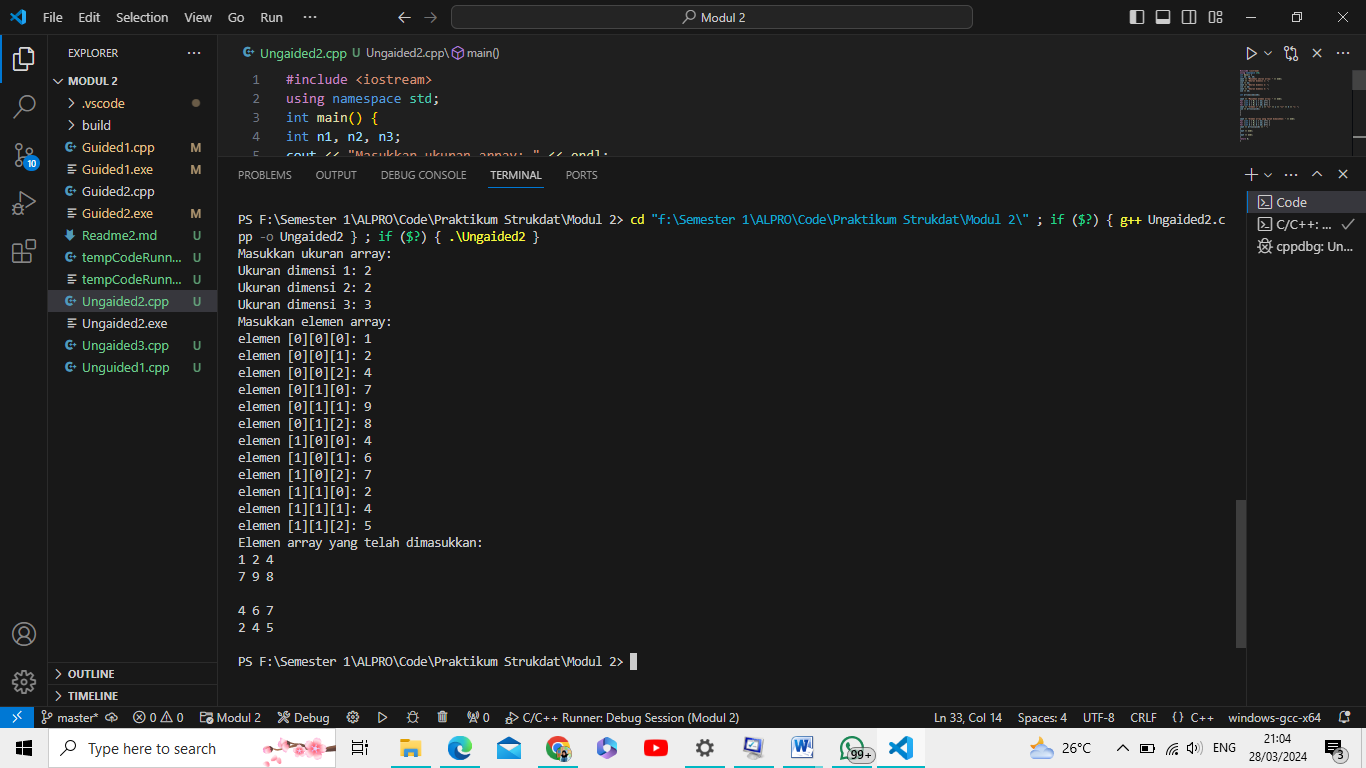 File Edit Selection View Go Run ··· Modul 2
EXPLORER
MODUL 2
.vscode
build
Guided1.cpp M
Guided1.exe M
Guided2.cpp
Guided2.exe M
Readme2.md U
tempCodeRunn... U
tempCodeRunn... U
Ungaided2.cpp U
Ungaided2.exe
Ungaided3.cpp U
Unguided1.cpp U
OUTLINE
TIMELINE
10
Ungaided2.cpp U Ungaided2.cpp\ main()
1 #include <iostream>
2 using namespace std;
3 int main() {
4 int n1, n2, n3;
5 cout << "Masukkan ukuran array: " << endl;
PROBLEMS OUTPUT DEBUG CONSOLE TERMINAL PORTS
PS F:\Semester 1\ALPRO\Code\Praktikum Strukdat\Modul 2> cd "f:\Semester 1\ALPRO\Code\Praktikum Strukdat\Modul 2\" ; if ($?) { g++ Ungaided2.c
pp -o Ungaided2 } ; if ($?) { .\Ungaided2 }
Masukkan ukuran array:
Ukuran dimensi 1: 2
Ukuran dimensi 2: 2
Ukuran dimensi 3: 3
Masukkan elemen array:
elemen [0][0][0]: 1
elemen [0][0][1]: 2
elemen [0][0][2]: 4
elemen [0][1][0]: 7
elemen [0][1][1]: 9
elemen [0][1][2]: 8
elemen [1][0][0]: 4
elemen [1][0][1]: 6
elemen [1][0][2]: 7
elemen [1][1][0]: 2
elemen [1][1][1]: 4
elemen [1][1][2]: 5
Elemen array yang telah dimasukkan:
1 2 4
7 9 8
4 6 7
2 4 5
PS F:\Semester 1\ALPRO\Code\Praktikum Strukdat\Modul 2>
Code
C/C++: ...
cppdbg: Un...
master* 0 0 Modul 2 Debug 0 C/C++ Runner: Debug Session (Modul 2) Ln 33, Col 14 Spaces: 4 UTF-8 CRLF {} C++ windows-gcc-x64
Type here to search 99+ 26°C ENG 21:04
28/03/2024 3